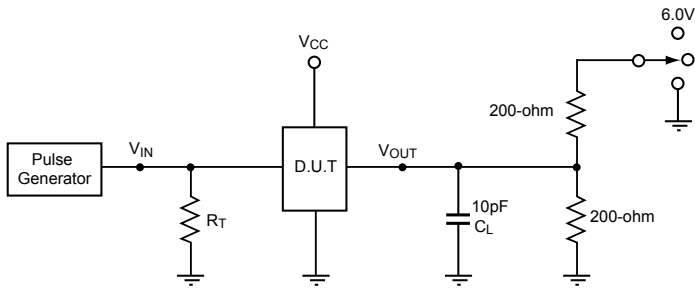 6.0V
VCC
200-ohm
Pulse
Generator
VIN
D.U.T
VOUT
RT
10pF
CL
200-ohm